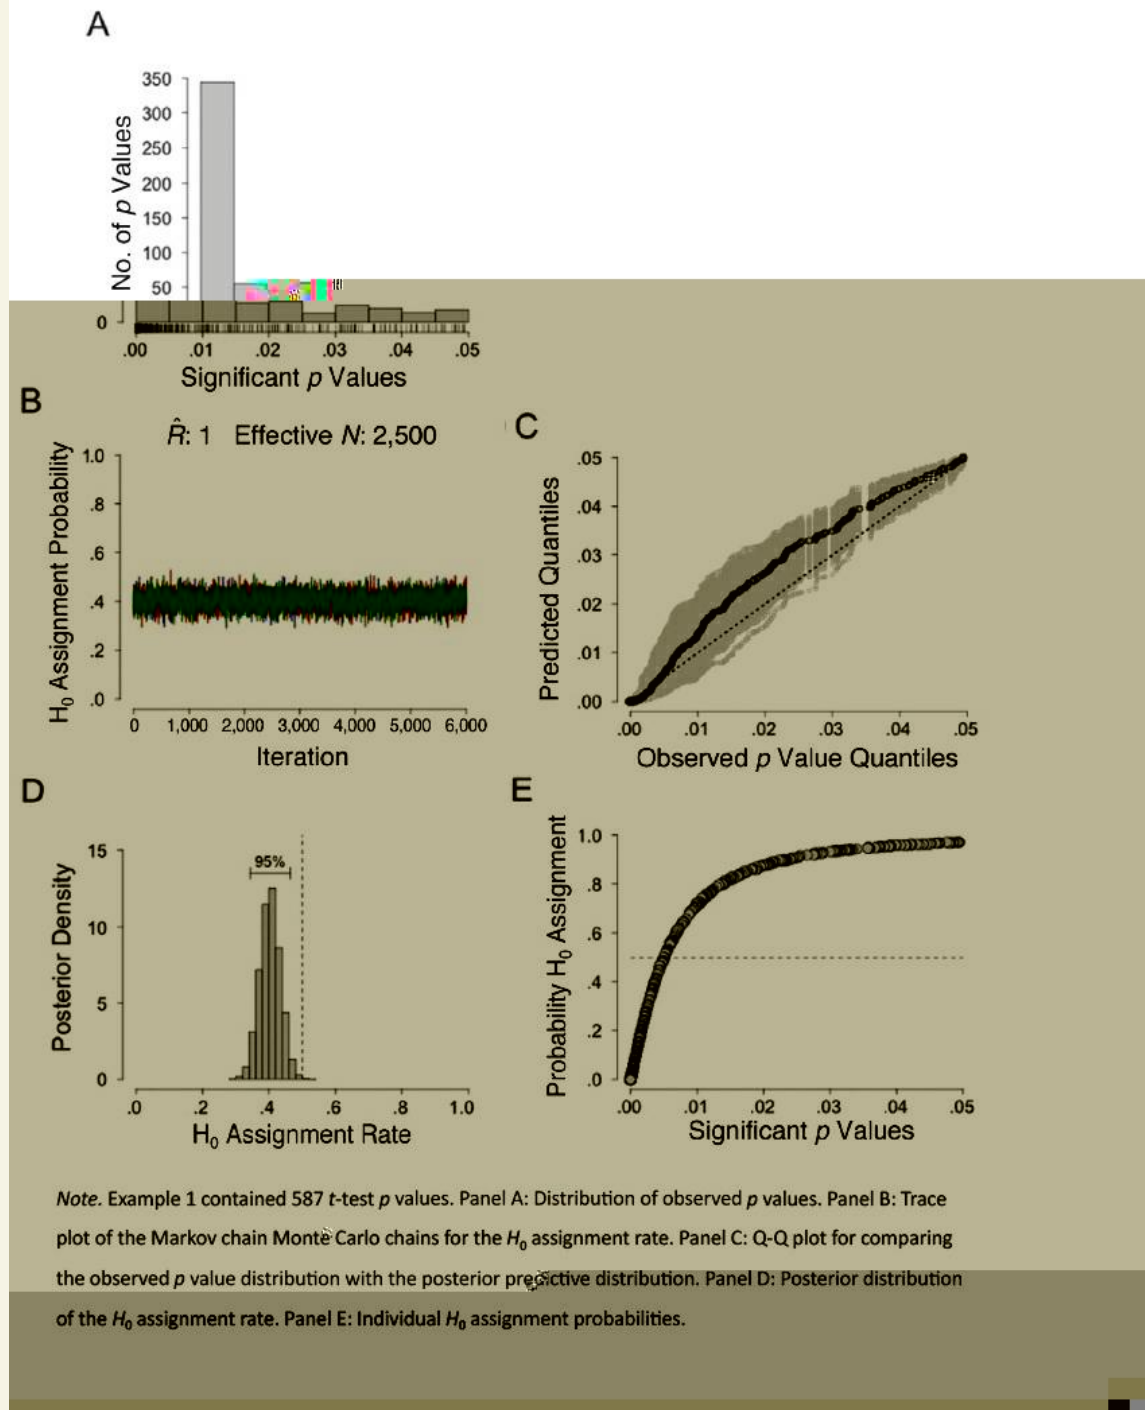 A
350
300
250
200
150
100
50
0
No. of p Values
.00 .01 .02 .03 .04 .05
Significant p Values
B
R̂: 1 Effective N: 2,500
1.0
.8
.6
.4
.2
.0
H0 Assignment Probability
0 1,000 2,000 3,000 4,000 5,000 6,000
Iteration
C
.05
.04
.03
.02
.01
.00
Predicted Quantiles
.00 .01 .02 .03 .04 .05
Observed p Value Quantiles
D
95%
15
10
5
0
Posterior Density
.0 .2 .4 .6 .8 1.0
H0 Assignment Rate
E
1.0
.8
.6
.4
.2
.0
Probability H0 Assignment
.00 .01 .02 .03 .04 .05
Significant p Values
Note. Example 1 contained 587 t-test p values. Panel A: Distribution of observed p values. Panel B: Trace
plot of the Markov chain Monte Carlo chains for the H0 assignment rate. Panel C: Q-Q plot for comparing
the observed p value distribution with the posterior predictive distribution. Panel D: Posterior distribution
of the H0 assignment rate. Panel E: Individual H0 assignment probabilities.